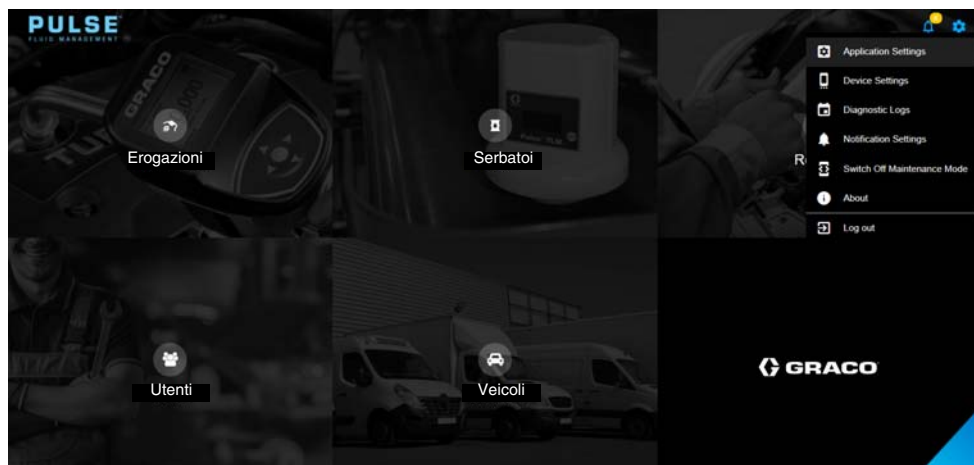 PULSE
FLUID MANAGEMENT
Application Settings
Device Settings
Diagnostic Logs
Notification Settings
Switch Off Maintenance Mode
About
Log out
GRACO
Erogazioni
Serbatoi
Utenti
Veicoli
GRACO